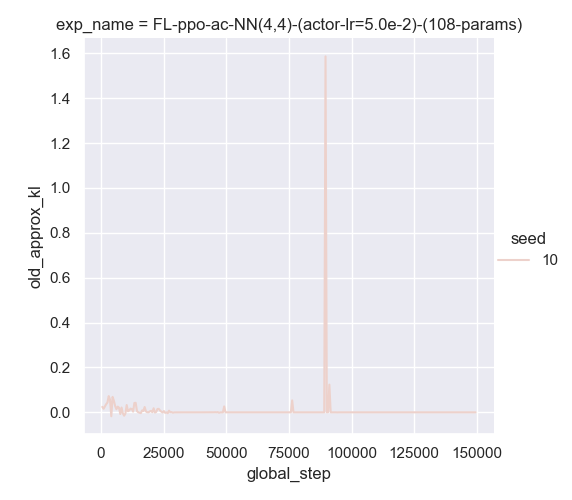 exp_name = FL-ppo-ac-NN(4,4)-(actor-lr=5.0e-2)-(108-params)
1.6
1.4
1.2
1.0
0.8
0.6
0.4
0.2
0.0
old_approx_kl
seed
10
0 25000 50000 75000 100000 125000 150000
global_step